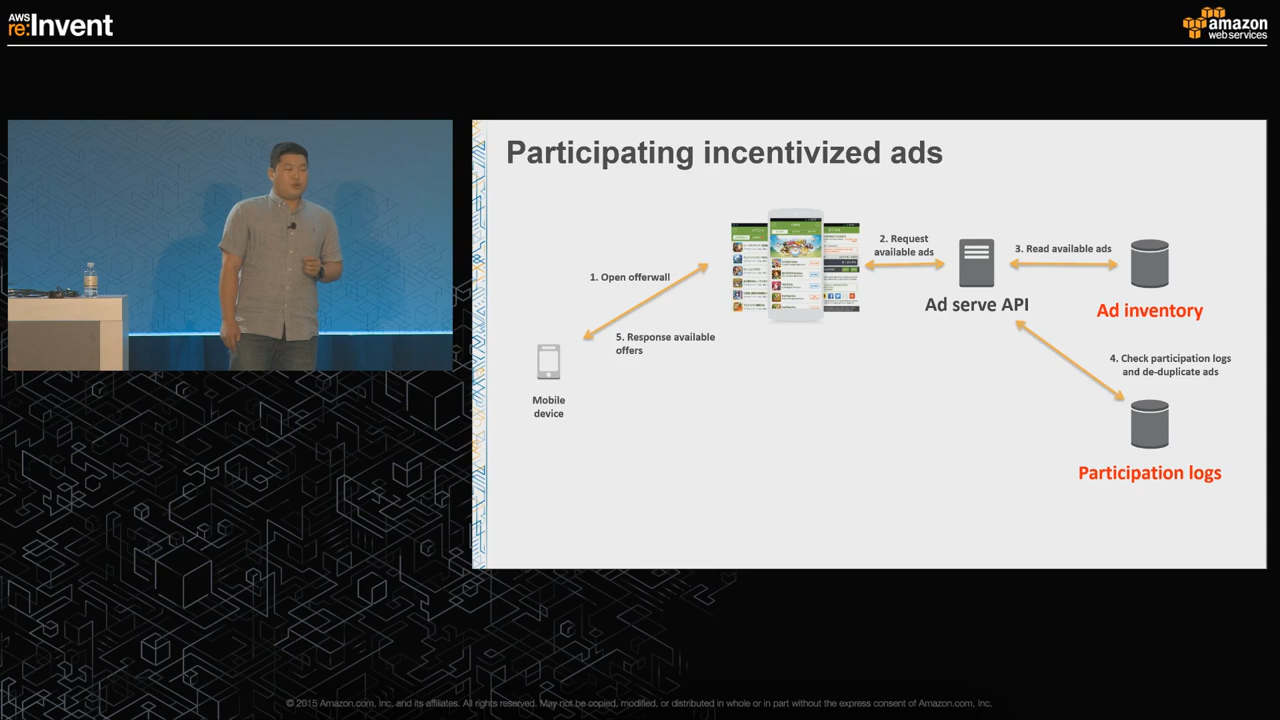 AWS
re:Invent
amazon
webservices
Participating incentivized ads
1. Open offerwall
2. Request
available ads
3. Read available ads
Ad serve API
Ad inventory
5. Response available
offers
4. Check participation logs
and de-duplicate ads
Mobile
device
Participation logs
© 2015 Amazon.com, Inc. and its affiliates. All rights reserved. May not be copied, modified, or distributed in whole or in part without the express consent of Amazon.com, Inc.